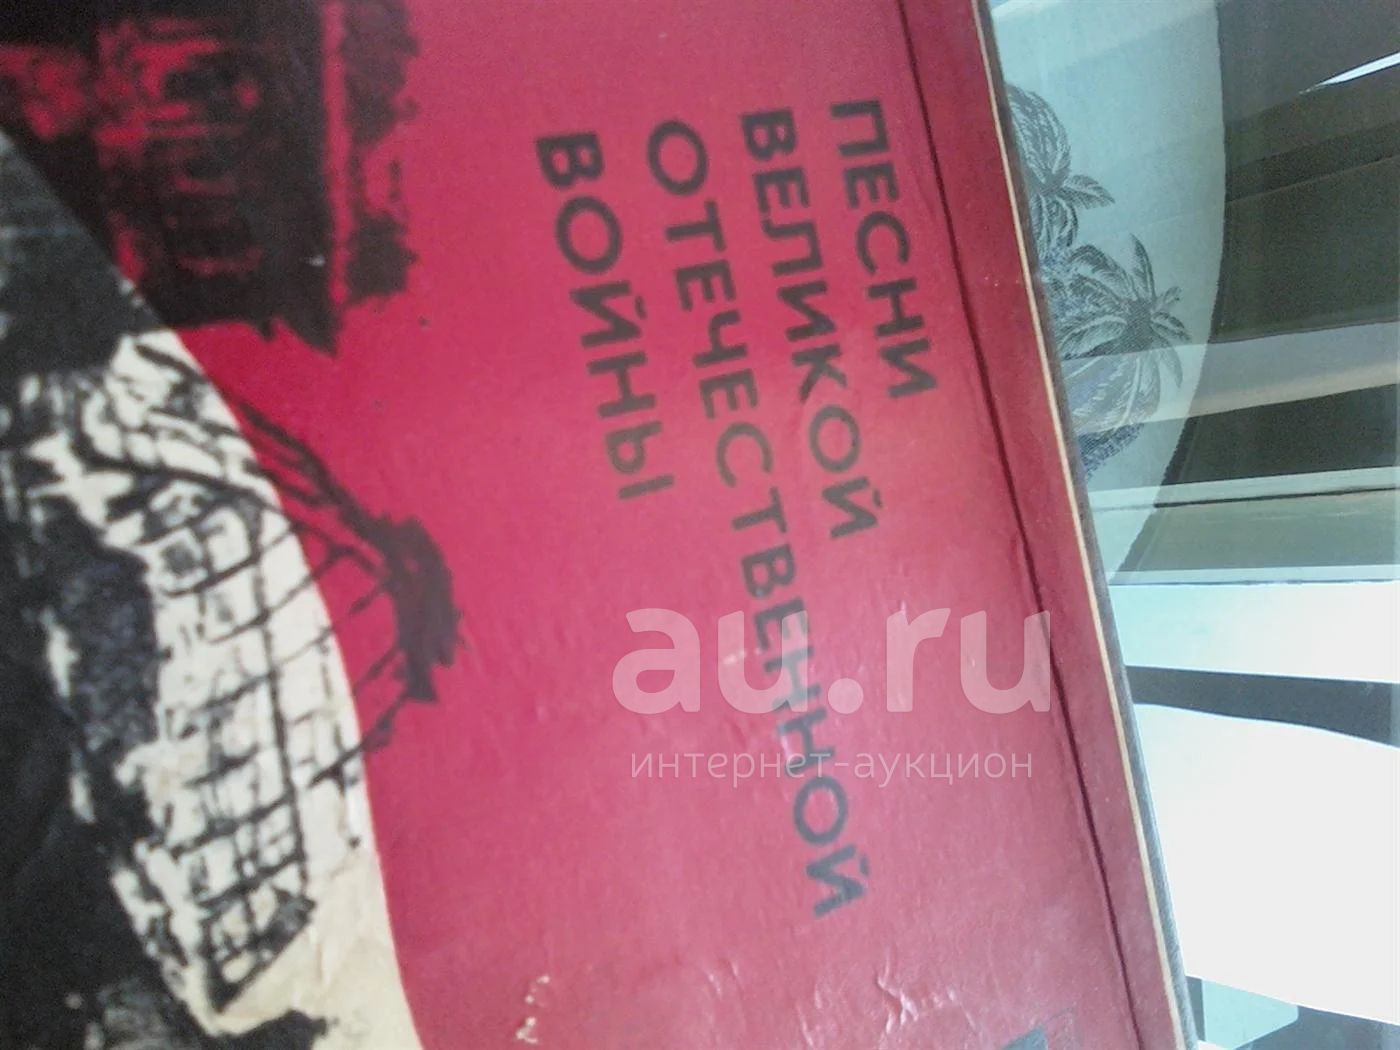 ПЕСНИ
ВЕЛИКОЙ
ОТЕЧЕСТВЕННОЙ
ВОЙНЫ
au.ru
интернет-аукцион